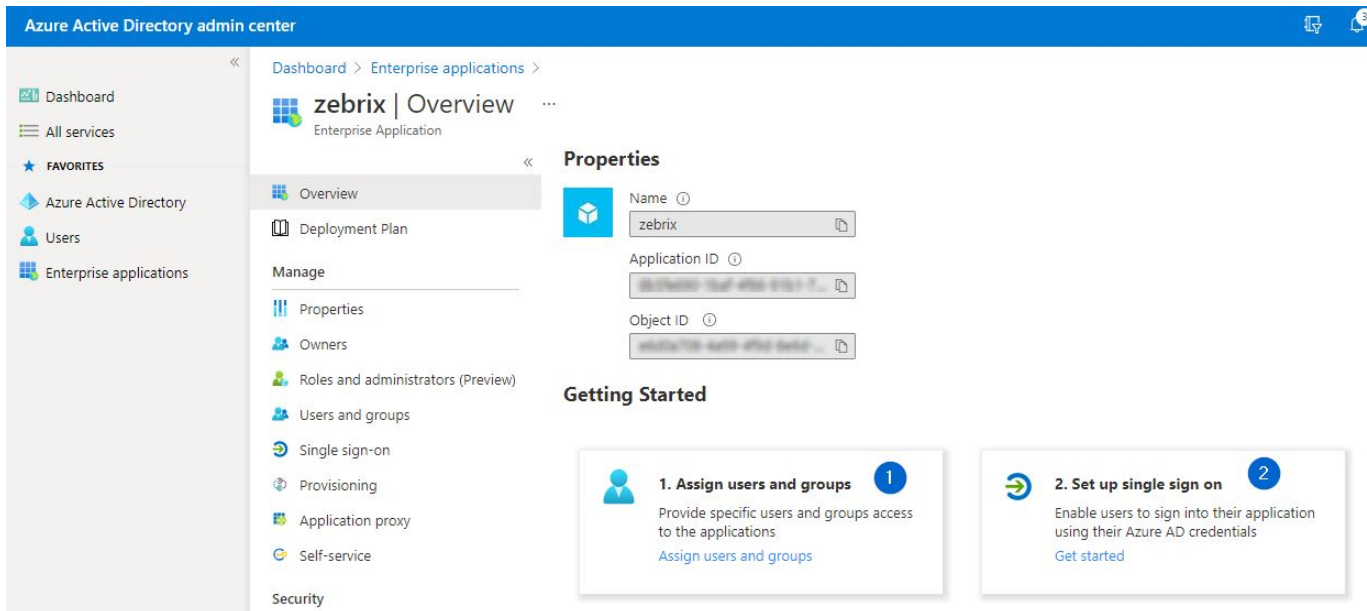 Azure Active Directory admin center
3
Dashboard
All services
FAVORITES
Azure Active Directory
Users
Enterprise applications
Dashboard > Enterprise applications >
zebrix | Overview ...
Enterprise Application
Overview
Deployment Plan
Manage
Properties
Owners
Roles and administrators (Preview)
Users and groups
Single sign-on
Provisioning
Application proxy
Self-service
Security
Properties
Name
zebrix
Application ID
Object ID
Getting Started
1. Assign users and groups 1
Provide specific users and groups access
to the applications
Assign users and groups
2. Set up single sign on 2
Enable users to sign into their application
using their Azure AD credentials
Get started